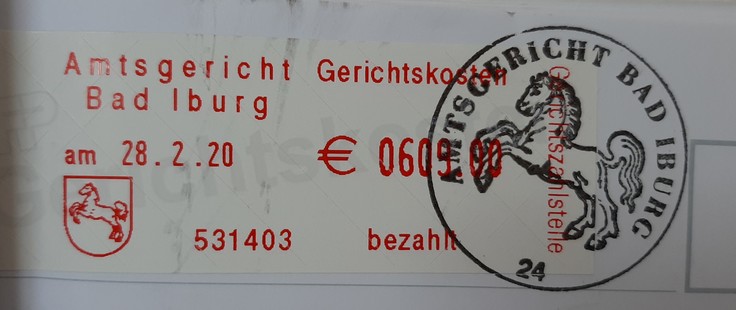 Amtsgericht Gerichtskosten
Bad Iburg
am 28.2.20 € 0609.00
531403 bezahlt
Gerichtszahlstelle
AMTSGERICHT BAD IBURG
24